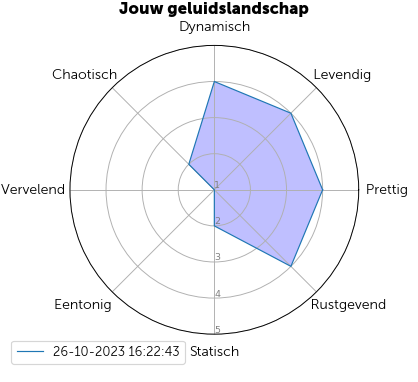 Jouw geluidslandschap
Dynamisch
Chaotisch
Levendig
Vervelend
1
Prettig
2
3
4
Eentonig
Rustgevend
5
26-10-2023 16:22:43
Statisch